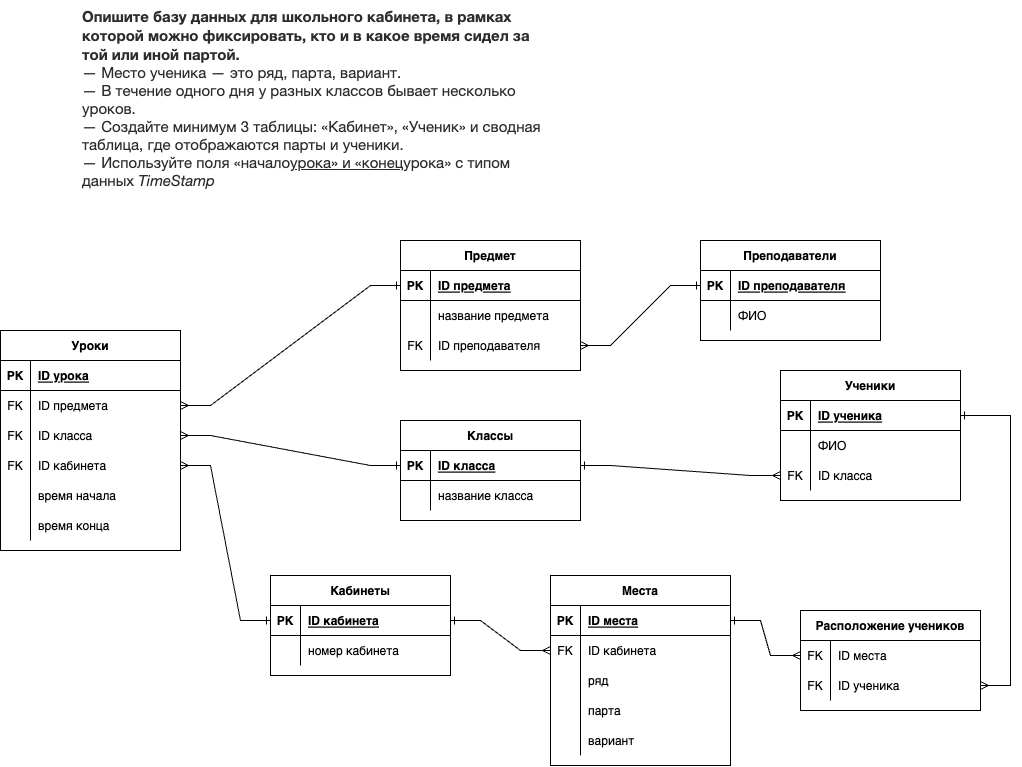 Опишите базу данных для школьного кабинета, в рамках
которой можно фиксировать, кто и в какое время сидел за
той или иной партой.
— Место ученика — это ряд, парта, вариант.
— В течение одного дня у разных классов бывает несколько
уроков.
— Создайте минимум 3 таблицы: «Кабинет», «Ученик» и сводная
таблица, где отображаются парты и ученики.
— Используйте поля «началоурока» и «конецурока» с типом
данных TimeStamp
Предмет
PK ID предмета
название предмета
FK ID преподавателя
Преподаватели
PK ID преподавателя
ФИО
Уроки
PK ID урока
FK ID предмета
FK ID класса
FK ID кабинета
время начала
время конца
Классы
PK ID класса
название класса
Ученики
PK ID ученика
ФИО
FK ID класса
Кабинеты
PK ID кабинета
номер кабинета
Места
PK ID места
FK ID кабинета
ряд
парта
вариант
Расположение учеников
FK ID места
FK ID ученика